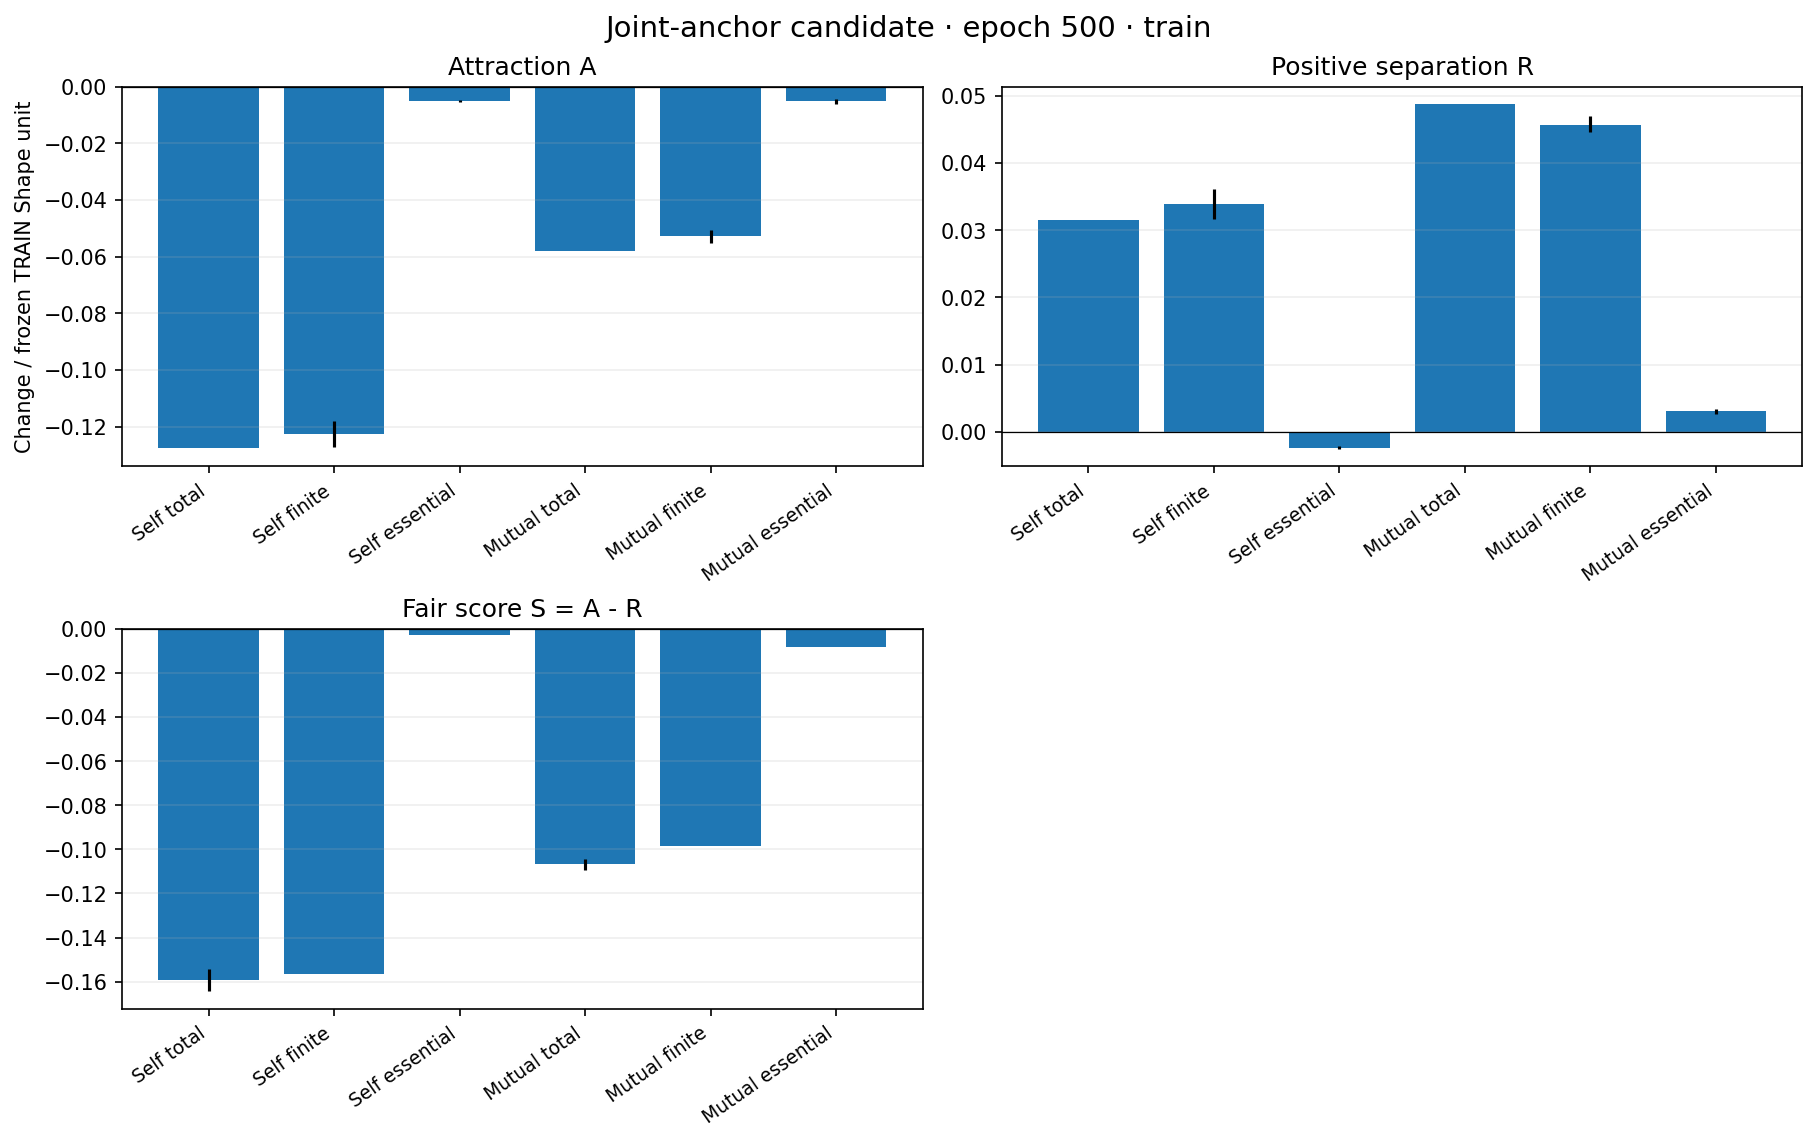 Joint-anchor candidate · epoch 500 · train
Attraction A
Change / frozen TRAIN Shape unit
0.00
−0.02
−0.04
−0.06
−0.08
−0.10
−0.12
Self total
Self finite
Self essential
Mutual total
Mutual finite
Mutual essential
Positive separation R
0.05
0.04
0.03
0.02
0.01
0.00
Self total
Self finite
Self essential
Mutual total
Mutual finite
Mutual essential
Fair score S = A - R
0.00
−0.02
−0.04
−0.06
−0.08
−0.10
−0.12
−0.14
−0.16
Self total
Self finite
Self essential
Mutual total
Mutual finite
Mutual essential